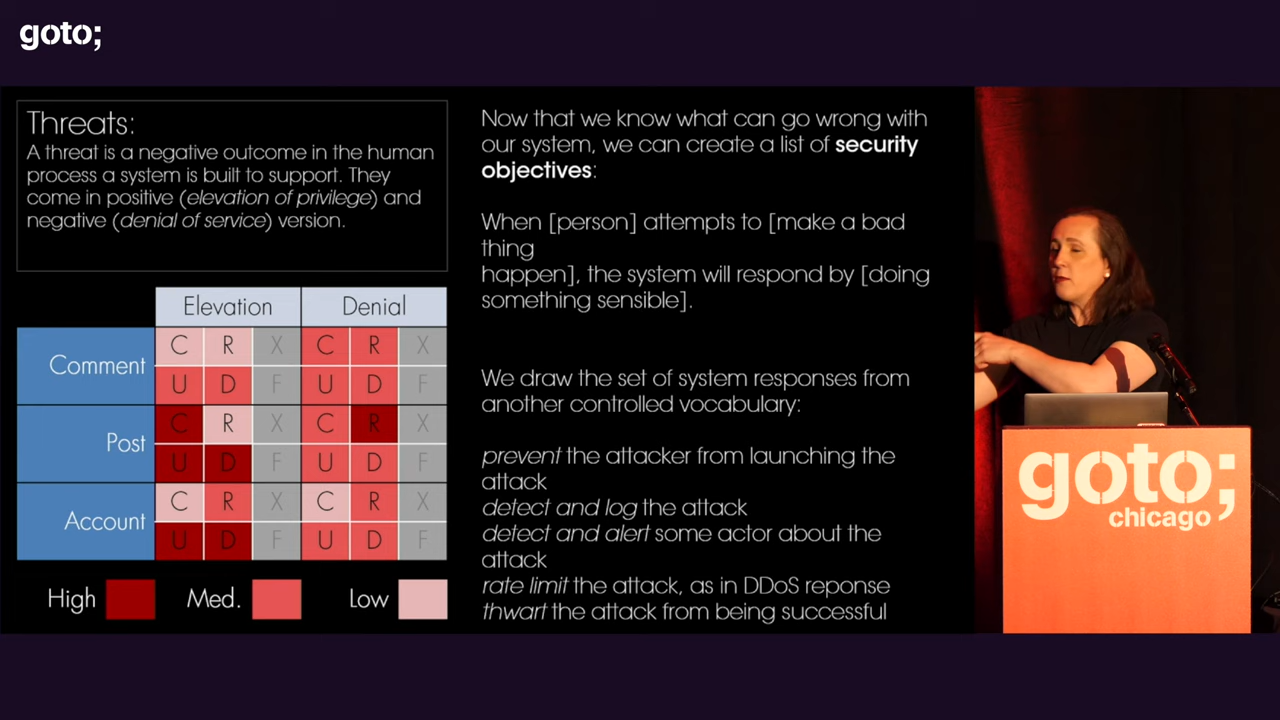 goto;
Threats:
A threat is a negative outcome in the human
process a system is built to support. They
come in positive (elevation of privilege) and
negative (denial of service) version.
Elevation Denial
Comment
C R X C R X
U D F U D F
Post
C R X C R X
U D F U D F
Account
C R X C R X
U D F U D F
High Med. Low
Now that we know what can go wrong with
our system, we can create a list of security
objectives:
When [person] attempts to [make a bad
thing
happen], the system will respond by [doing
something sensible].
We draw the set of system responses from
another controlled vocabulary:
prevent the attacker from launching the
attack
detect and log the attack
detect and alert some actor about the
attack
rate limit the attack, as in DDoS reponse
thwart the attack from being successful
goto;
chicago